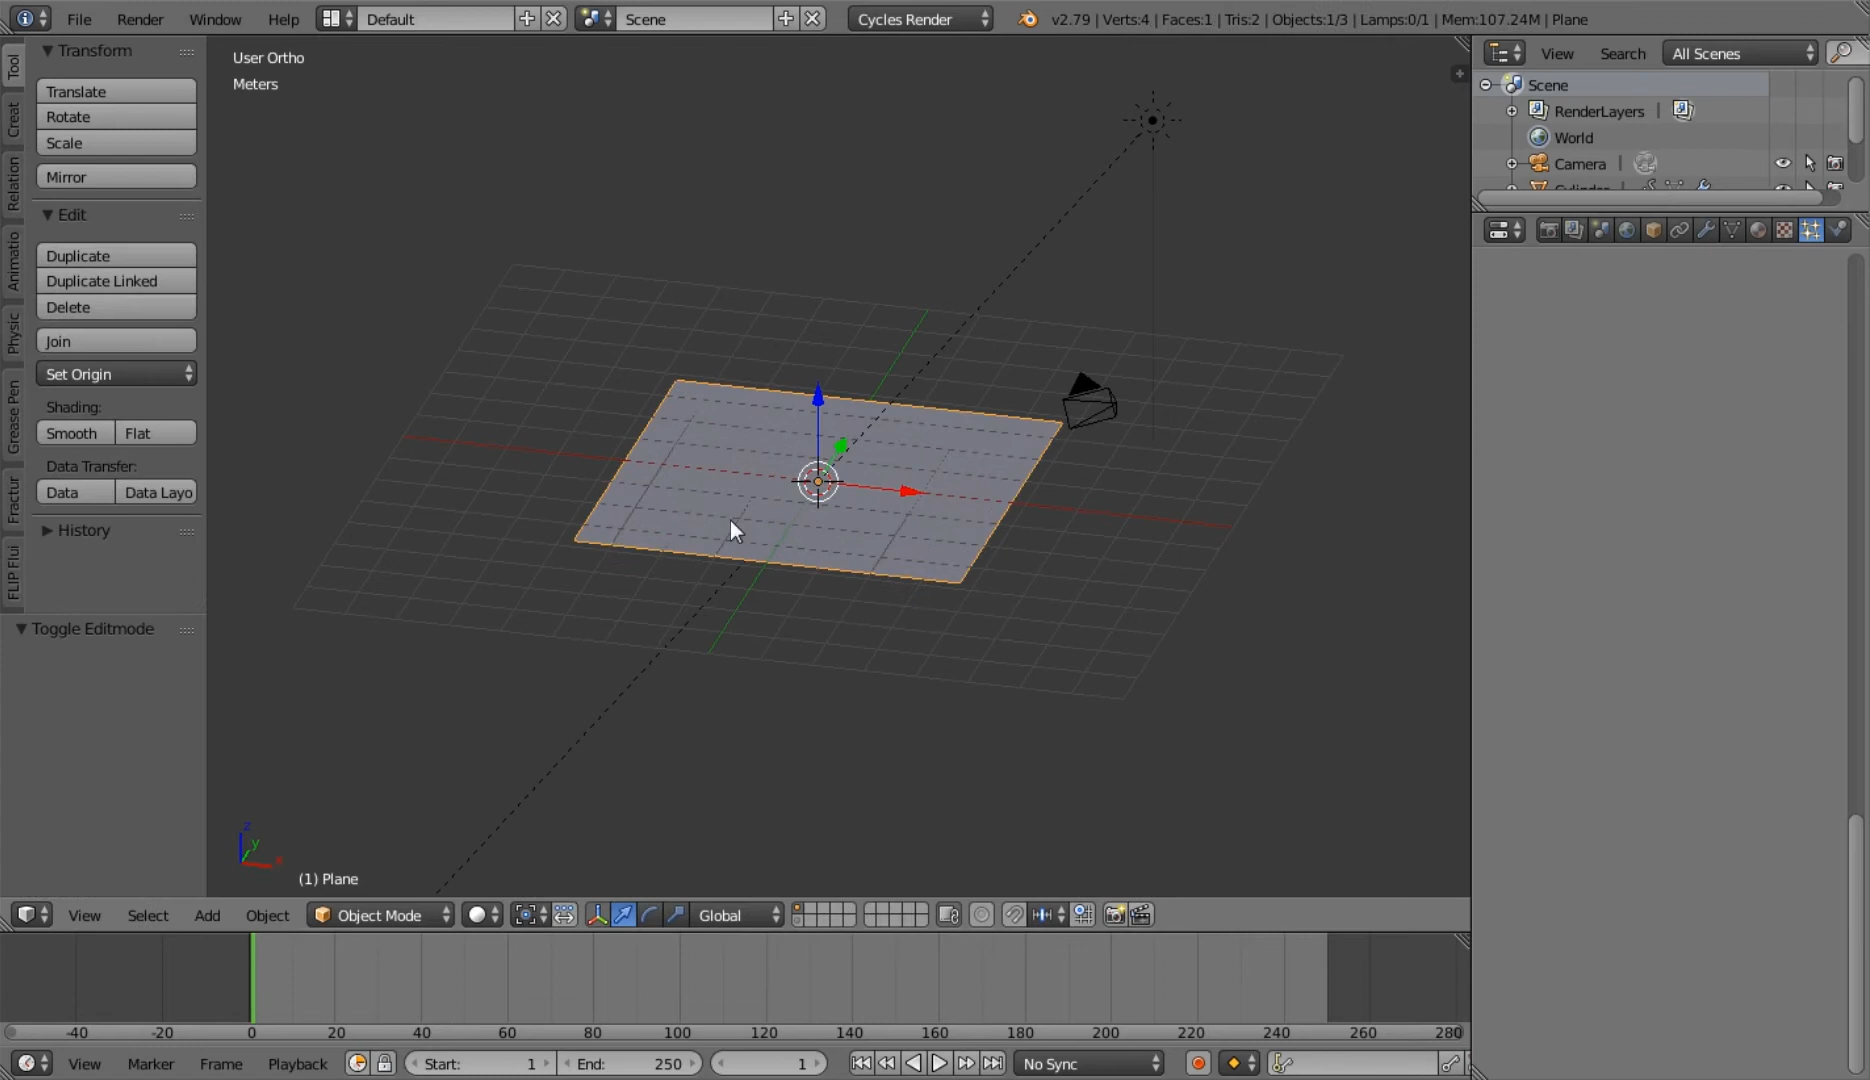 File Render Window Help Default Scene Cycles Render v2.79 | Verts:4 | Faces:1 | Tris:2 | Objects:1/3 | Lamps:0/1 | Mem:107.24M | Plane
Tool
Creat
Relation
Animatio
Physic
Grease Pen
Fractur
FLIP Flui
Transform
Translate
Rotate
Scale
Mirror
Edit
Duplicate
Duplicate Linked
Delete
Join
Set Origin
Shading:
Smooth Flat
Data Transfer:
Data Data Layo
History
Toggle Editmode
User Ortho
Meters
z
y
x
(1) Plane
View Search All Scenes
Scene
RenderLayers |
World
Camera |
View Select Add Object Object Mode Global
-40 -20 0 20 40 60 80 100 120 140 160 180 200 220 240 260 280
View Marker Frame Playback Start: 1 End: 250 1 No Sync